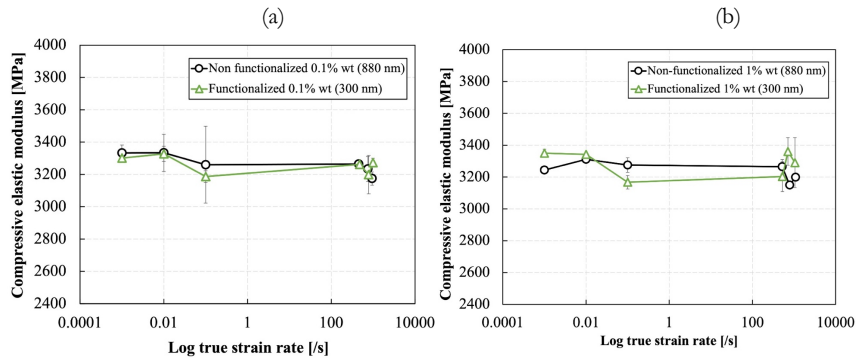 (a)
4000
3800
3600
3400
3200
3000
2800
2600
2400
Compressive elastic modulus [MPa]
Non functionalized 0.1% wt (880 nm)
Functionalized 0.1% wt (300 nm)
0.0001 0.01 1 100 10000
Log true strain rate [/s]
(b)
4000
3800
3600
3400
3200
3000
2800
2600
2400
Compressive elastic modulus [MPa]
Non-functionalized 1% wt (880 nm)
Functionalized 1% wt (300 nm)
0.0001 0.01 1 100 10000
Log true strain rate [/s]